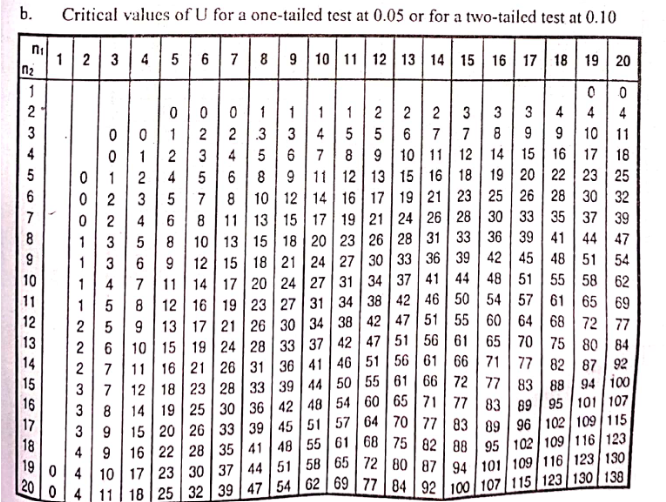 b. Critical values of U for a one-tailed test at 0.05 or for a two-tailed test at 0.10
n₁ 1 2 3 4 5 6 7 8 9 10 11 12 13 14 15 16 17 18 19 20
n₂
1 0 0
2 0 0 0 1 1 1 1 2 2 2 3 3 3 4 4 4
3 0 0 1 2 2 3 3 4 5 5 6 7 7 8 9 9 10 11
4 0 1 2 3 4 5 6 7 8 9 10 11 12 14 15 16 17 18
5 0 1 2 4 5 6 8 9 11 12 13 15 16 18 19 20 22 23 25
6 0 2 3 5 7 8 10 12 14 16 17 19 21 23 25 26 28 30 32
7 0 2 4 6 8 11 13 15 17 19 21 24 26 28 30 33 35 37 39
8 1 3 5 8 10 13 15 18 20 23 26 28 31 33 36 39 41 44 47
9 1 3 6 9 12 15 18 21 24 27 30 33 36 39 42 45 48 51 54
10 1 4 7 11 14 17 20 24 27 31 34 37 41 44 48 51 55 58 62
11 1 5 8 12 16 19 23 27 31 34 38 42 46 50 54 57 61 65 69
12 2 5 9 13 17 21 26 30 34 38 42 47 51 55 60 64 68 72 77
13 2 6 10 15 19 24 28 33 37 42 47 51 56 61 65 70 75 80 84
14 2 7 11 16 21 26 31 36 41 46 51 56 61 66 71 77 82 87 92
15 3 7 12 18 23 28 33 39 44 50 55 61 66 72 77 83 88 94 100
16 3 8 14 19 25 30 36 42 48 54 60 65 71 77 83 89 95 101 107
17 3 9 15 20 26 33 39 45 51 57 64 70 77 83 89 96 102 109 115
18 4 9 16 22 28 35 41 48 55 61 68 75 82 88 95 102 109 116 123
19 0 4 10 17 23 30 37 44 51 58 65 72 80 87 94 101 109 116 123 130
20 0 4 11 18 25 32 39 47 54 62 69 77 84 92 100 107 115 123 130 138